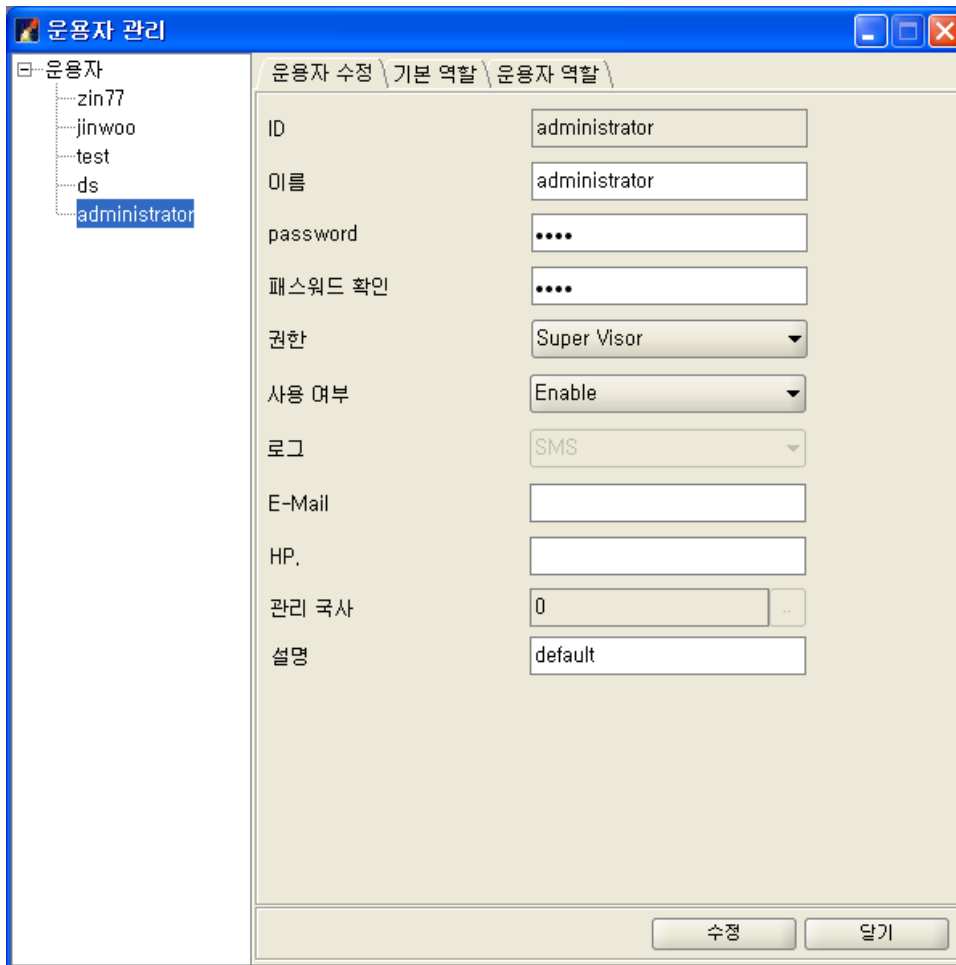 운용자 관리
운용자
zin77
jinwoo
test
ds
administrator
운용자 수정 기본 역할 운용자 역할
ID administrator
이름 administrator
password ••••
패스워드 확인 ••••
권한 Super Visor
사용 여부 Enable
로그 SMS
E-Mail
HP.
관리 국사 0 ..
설명 default
수정 닫기